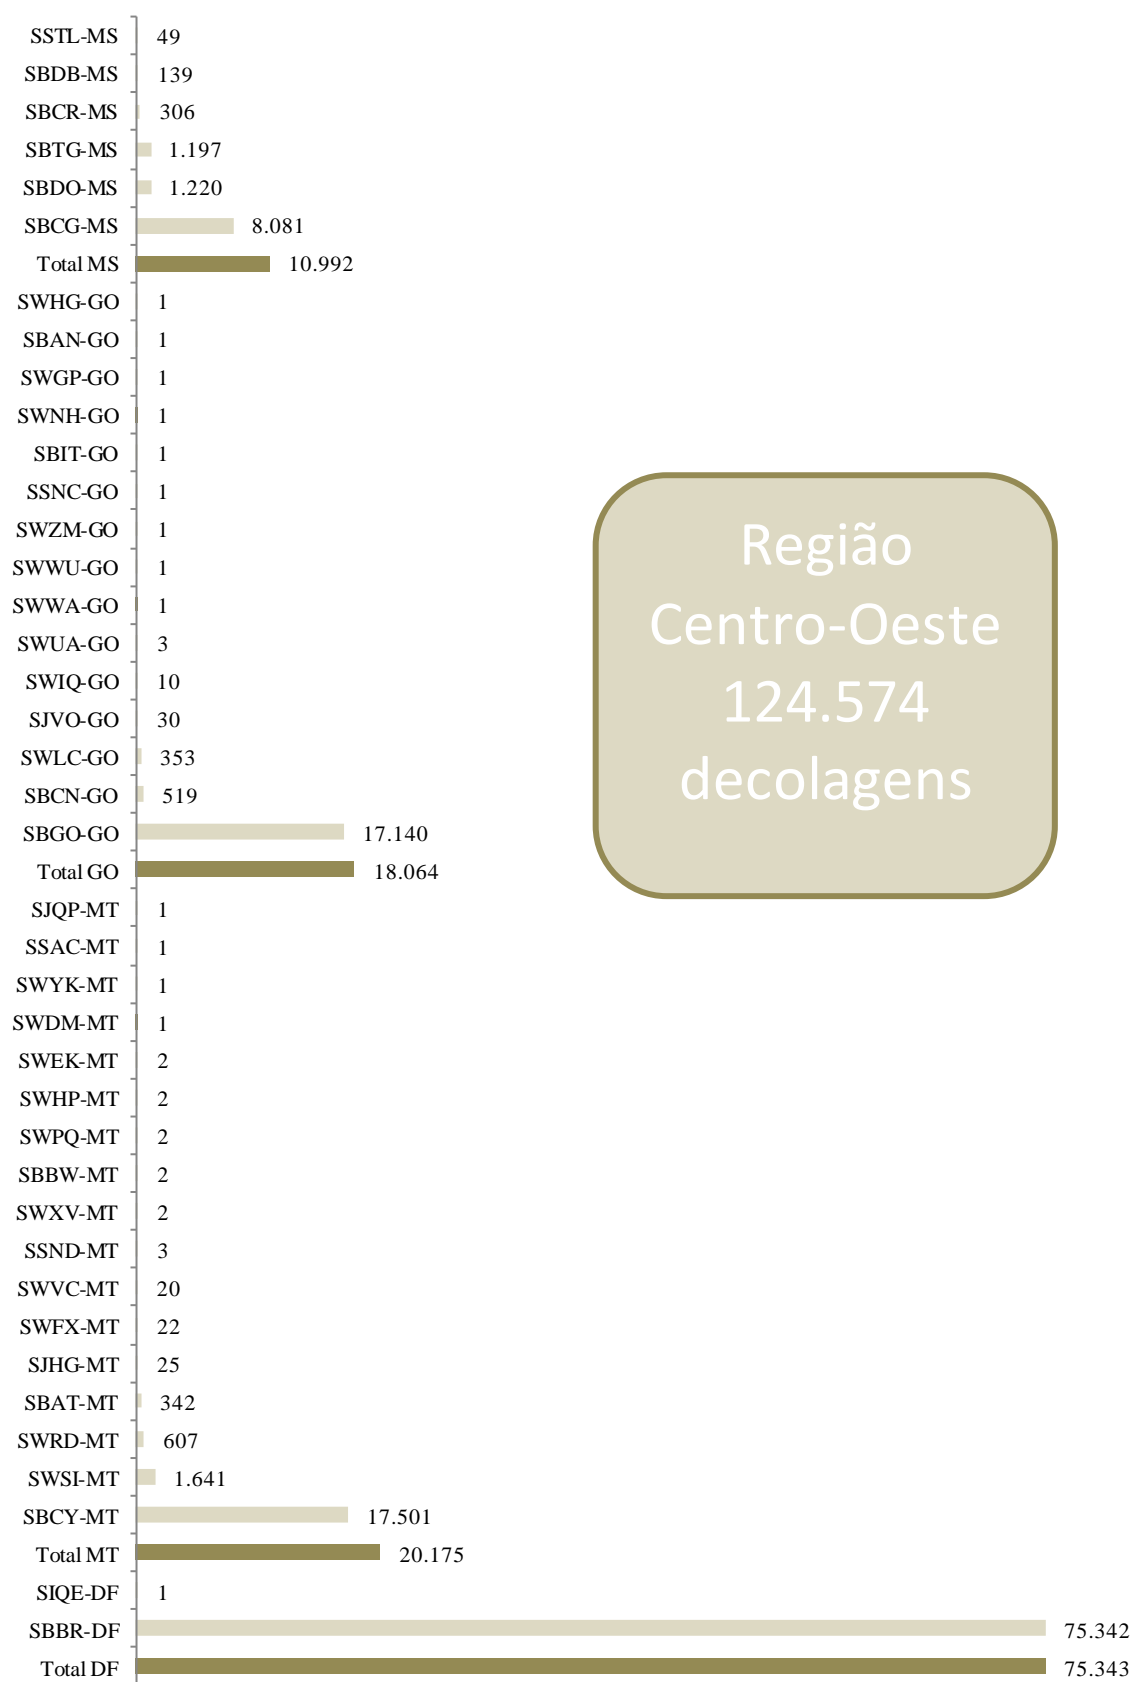 SSTL-MS 49
SBDB-MS 139
SBCR-MS 306
SBTG-MS 1.197
SBDO-MS 1.220
SBCG-MS 8.081
Total MS 10.992
SWHG-GO 1
SBAN-GO 1
SWGP-GO 1
SWNH-GO 1
SBIT-GO 1
SSNC-GO 1
SWZM-GO 1
SWWU-GO 1
SWWA-GO 1
SWUA-GO 3
SWIQ-GO 10
SJVO-GO 30
SWLC-GO 353
SBCN-GO 519
SBGO-GO 17.140
Total GO 18.064
SJQP-MT 1
SSAC-MT 1
SWYK-MT 1
SWDM-MT 1
SWEK-MT 2
SWHP-MT 2
SWPQ-MT 2
SBBW-MT 2
SWXV-MT 2
SSND-MT 3
SWVC-MT 20
SWFX-MT 22
SJHG-MT 25
SBAT-MT 342
SWRD-MT 607
SWSI-MT 1.641
SBCY-MT 17.501
Total MT 20.175
SIQE-DF 1
SBBR-DF 75.342
Total DF 75.343
Região
Centro-Oeste
124.574
decolagens